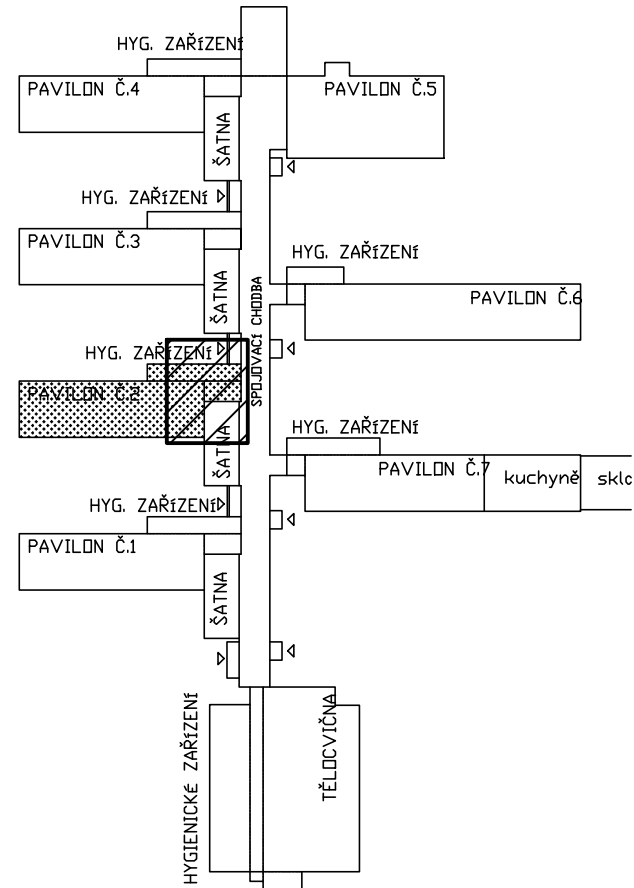 HYG. ZAŘÍZENÍ
PAVILON Č.4
PAVILON Č.5
ŠATNA
HYG. ZAŘÍZENÍ
PAVILON Č.3
HYG. ZAŘÍZENÍ
ŠATNA
SPOJOVACÍ CHODBA
PAVILON Č.6
HYG. ZAŘÍZENÍ
PAVILON Č.2
ŠATNA
HYG. ZAŘÍZENÍ
PAVILON Č.7
kuchyně
skla
HYG. ZAŘÍZENÍ
PAVILON Č.1
ŠATNA
HYGIENICKÉ ZAŘÍZENÍ
TĚLOCVIČNA